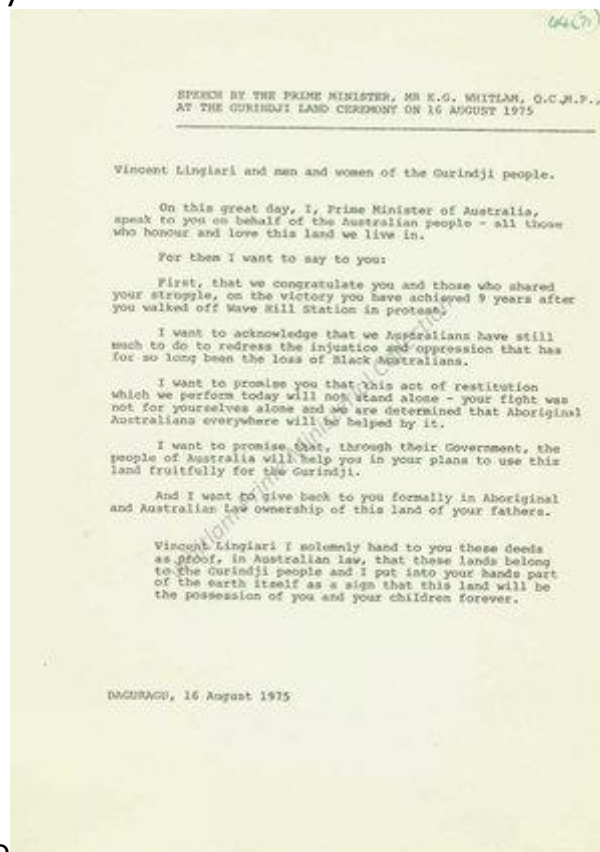 SPEECH BY THE PRIME MINISTER, MR E.G. WHITLAM, Q.C.,M.P.,
AT THE GURINDJI LAND CEREMONY ON 16 AUGUST 1975
Vincent Lingiari and men and women of the Gurindji people.
On this great day, I, Prime Minister of Australia,
speak to you on behalf of the Australian people - all those
who honour and love this land we live in.
For them I want to say to you:
First, that we congratulate you and those who shared
your struggle, on the victory you have achieved 9 years after
you walked off Wave Hill Station in protest.
I want to acknowledge that we Australians have still
much to do to redress the injustice and oppression that has
for so long been the loss of Black Australians.
I want to promise you that this act of restitution
which we perform today will not stand alone - your fight was
not for yourselves alone and we are determined that Aboriginal
Australians everywhere will be helped by it.
I want to promise that, through their Government, the
people of Australia will help you in your plans to use this
land fruitfully for the Gurindji.
And I want to give back to you formally in Aboriginal
and Australian Law ownership of this land of your fathers.
Vincent Lingiari I solemnly hand to you these deeds
as proof, in Australian law, that these lands belong
to the Gurindji people and I put into your hands part
of the earth itself as a sign that this land will be
the possession of you and your children forever.
DAGURAGU, 16 August 1975